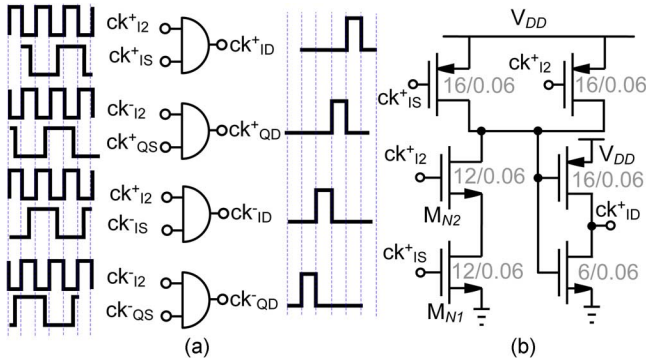 ck⁺I2
ck⁺IS
ck⁺ID
ck⁻I2
ck⁺QS
ck⁺QD
ck⁺I2
ck⁻IS
ck⁻ID
ck⁻I2
ck⁻QS
ck⁻QD
(a)
VDD
ck⁺IS
16/0.06
ck⁺I2
16/0.06
ck⁺I2
12/0.06
MN2
VDD
16/0.06
ck⁺ID
ck⁺IS
12/0.06
MN1
6/0.06
(b)